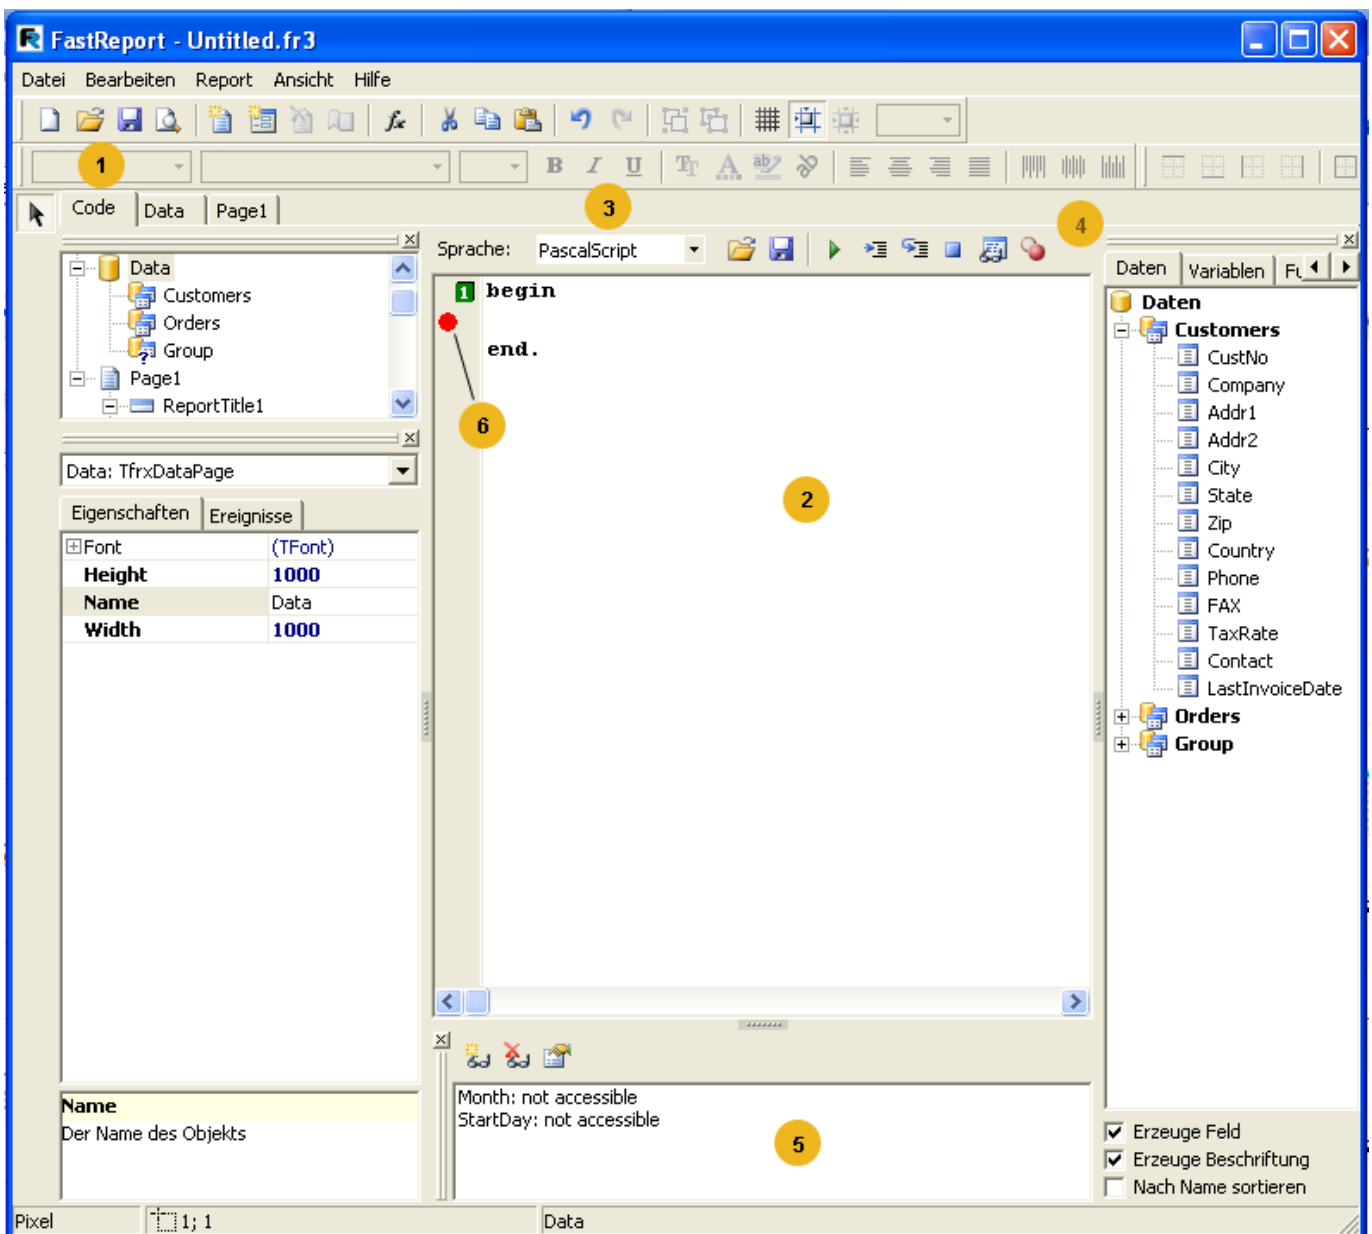 FastReport - Untitled.fr3
Datei Bearbeiten Report Ansicht Hilfe
1
B I U
Code Data Page1
3
4
Sprache: PascalScript
Data
Customers
Orders
Group
Page1
ReportTitle1
Data: TfrxDataPage
Eigenschaften Ereignisse
Font (TFont)
Height 1000
Name Data
Width 1000
Name
Der Name des Objekts
1 begin
end.
6
2
Month: not accessible
StartDay: not accessible
5
Daten Variablen Fu
Daten
Customers
CustNo
Company
Addr1
Addr2
City
State
Zip
Country
Phone
FAX
TaxRate
Contact
LastInvoiceDate
Orders
Group
Erzeuge Feld
Erzeuge Beschriftung
Nach Name sortieren
Pixel 1; 1 Data